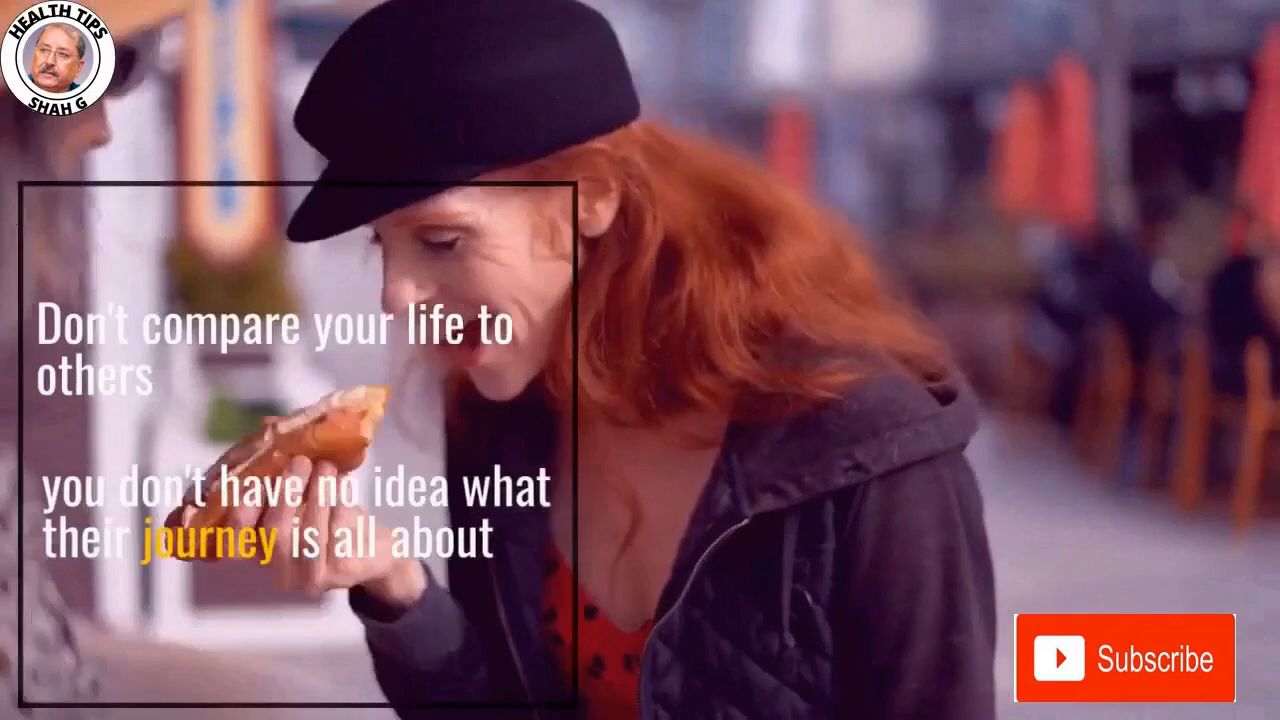 HEALTH TIPS
SHAH G
Don't compare your life to
others
you don't have no idea what
their journey is all about
Subscribe